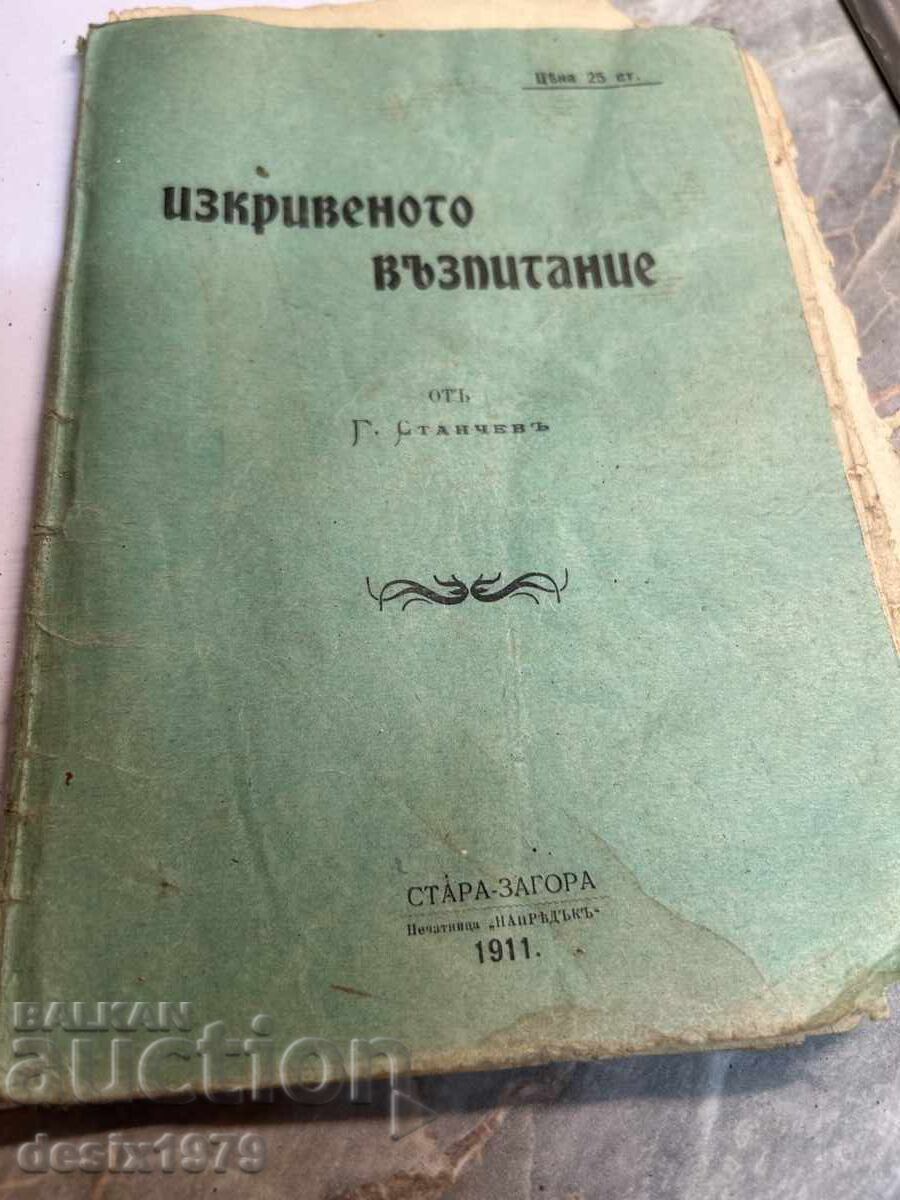 Цѣна 25 ст.
Изкривеното
възпитание
отъ
Г. Станчевъ
СТАРА-ЗАГОРА
Печатница „НАПРѢДЪКЪ“
1911.
BALKAN
auction
desix1979